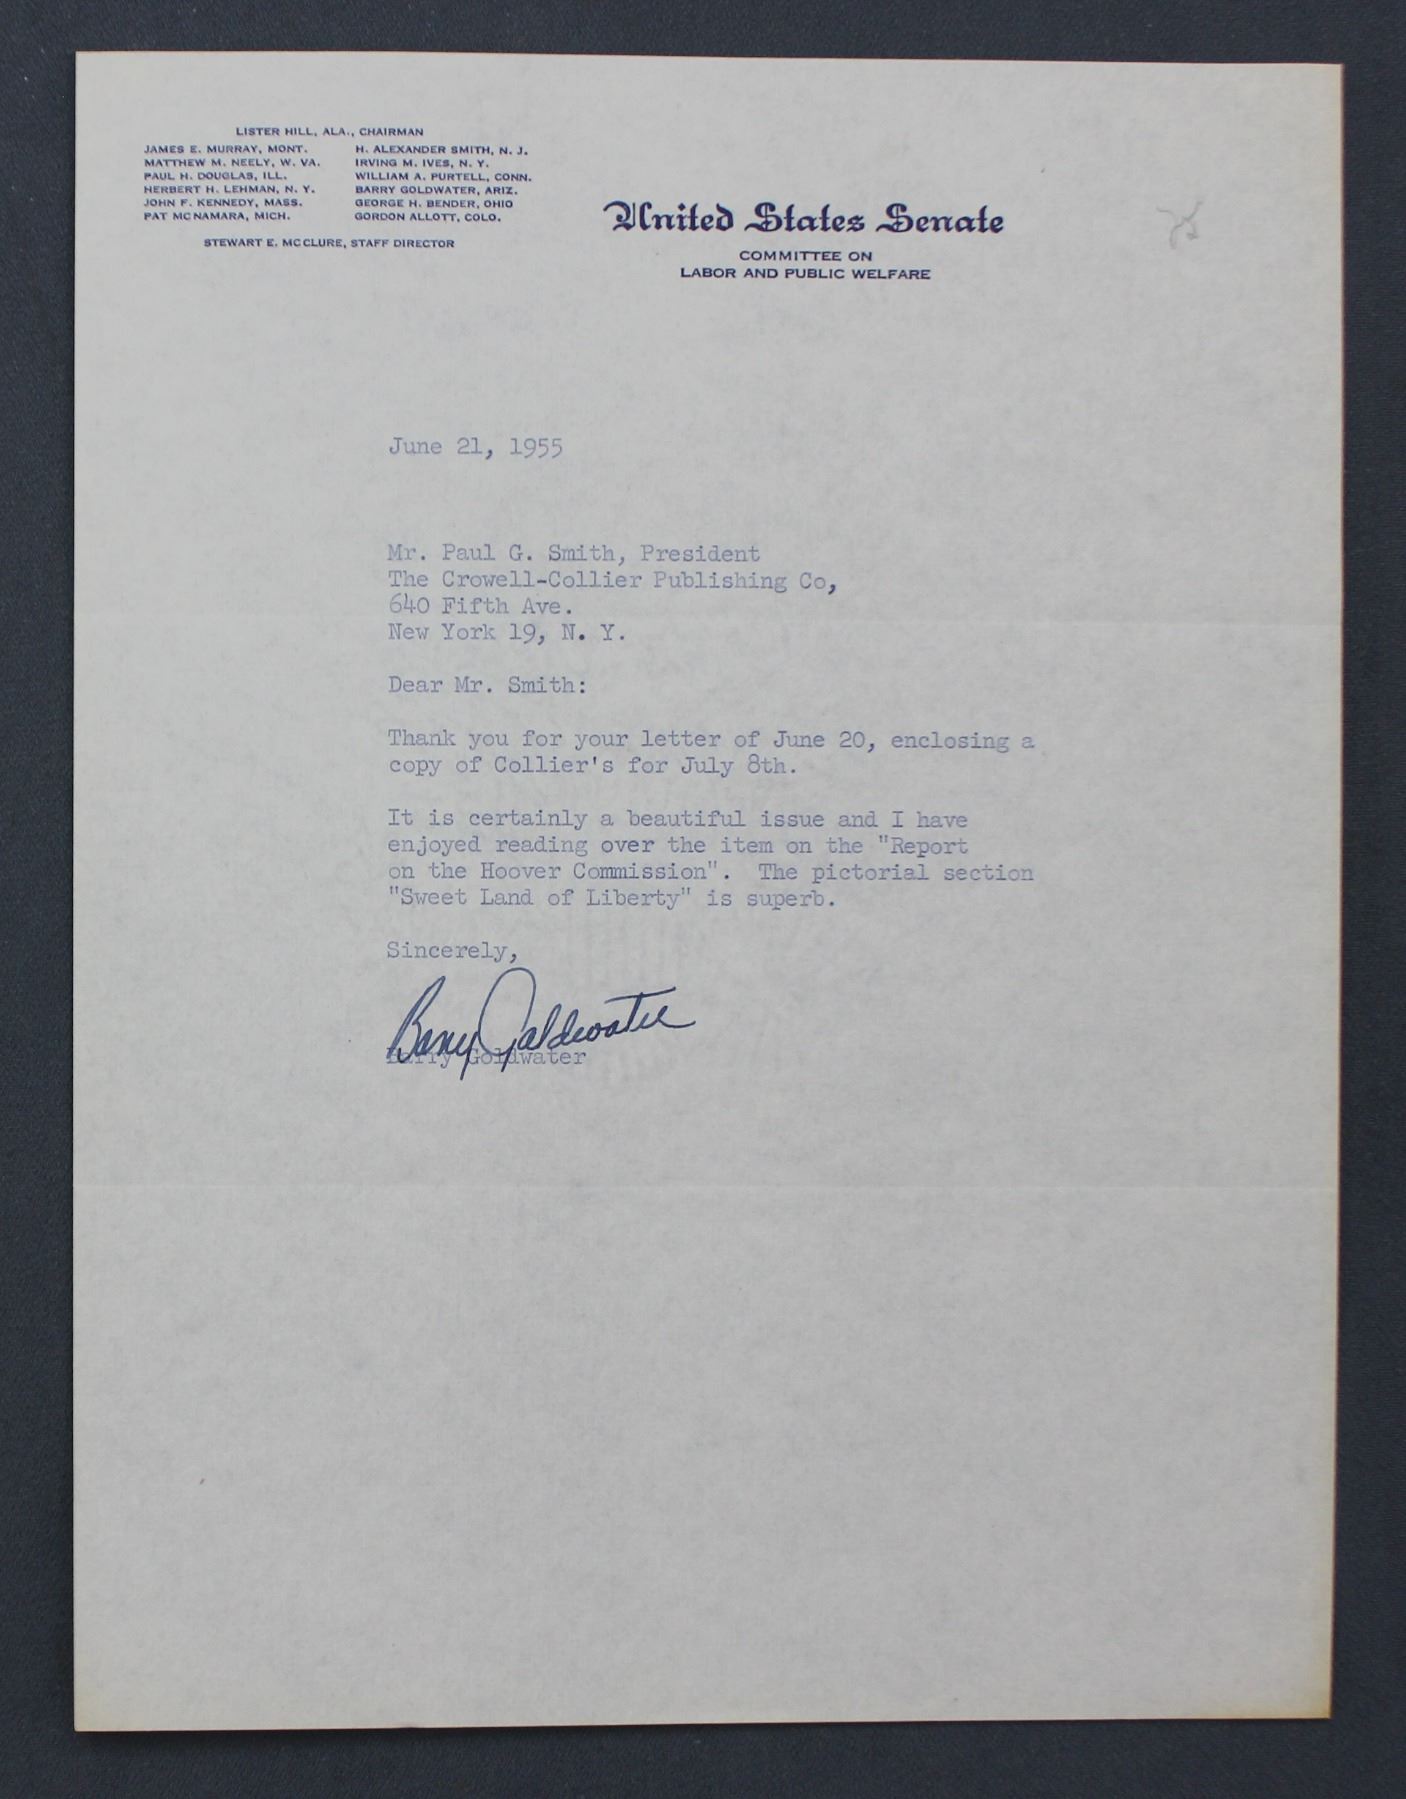 LISTER HILL, ALA., CHAIRMAN
JAMES E. MURRAY, MONT.
MATTHEW M. NEELY, W. VA.
PAUL H. DOUGLAS, ILL.
HERBERT H. LEHMAN, N. Y.
JOHN F. KENNEDY, MASS.
PAT MCNAMARA, MICH.
H. ALEXANDER SMITH, N. J.
IRVING M. IVES, N. Y.
WILLIAM A. PURTELL, CONN.
BARRY GOLDWATER, ARIZ.
GEORGE H. BENDER, OHIO
GORDON ALLOTT, COLO.
STEWART E. MCCLURE, STAFF DIRECTOR
United States Senate
COMMITTEE ON
LABOR AND PUBLIC WELFARE
June 21, 1955
Mr. Paul G. Smith, President
The Crowell-Collier Publishing Co,
640 Fifth Ave.
New York 19, N. Y.
Dear Mr. Smith:
Thank you for your letter of June 20, enclosing a
copy of Collier's for July 8th.
It is certainly a beautiful issue and I have
enjoyed reading over the item on the "Report
on the Hoover Commission".  The pictorial section
"Sweet Land of Liberty" is superb.
Sincerely,
Barry Goldwater
Barry Goldwater